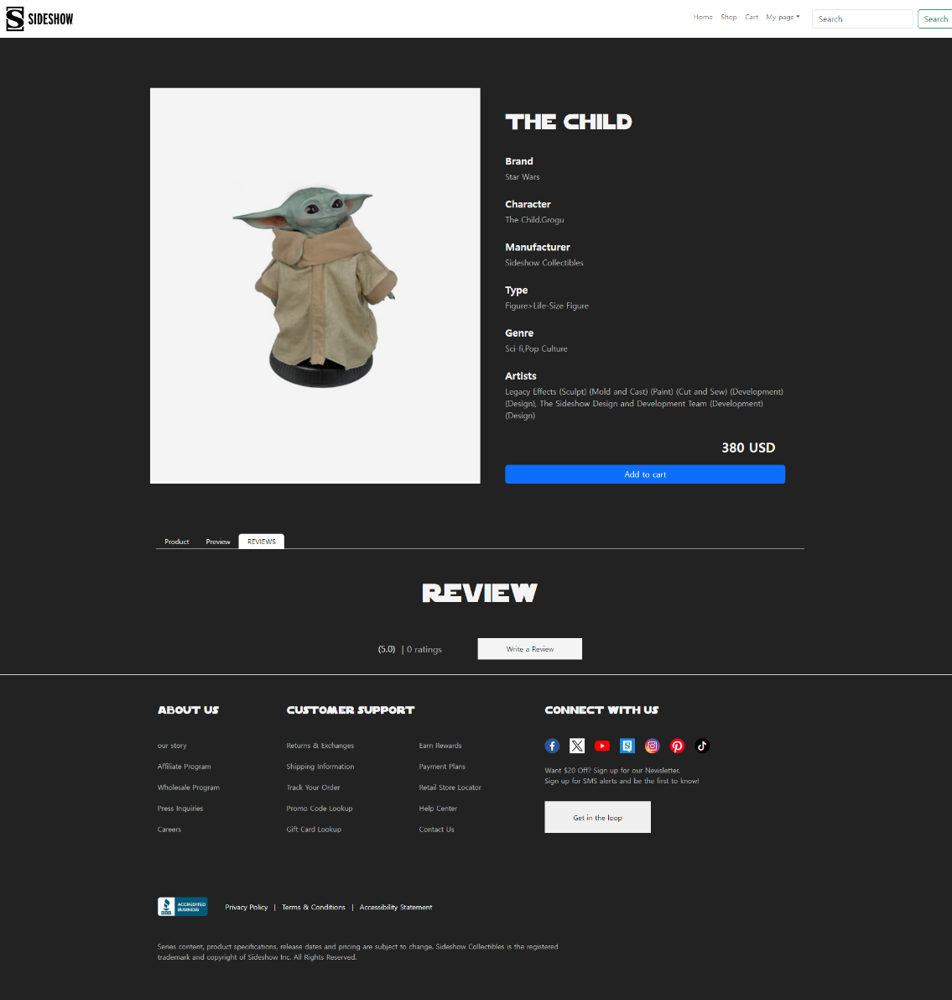 S SIDESHOW
Home Shop Cart My page Search Search
THE CHILD
Brand
Star Wars
Character
The Child.Grogu
Manufacturer
Sideshow Collectibles
Type
Figure>Life-Size Figure
Genre
Sci-fi,Pop Culture
Artists
Legacy Effects (Sculpt) (Mold and Cast) (Paint) (Cut and Sew) (Development)
(Design), The Sideshow Design and Development Team (Development)
(Design)
380 USD
Add to cart
Product Preview REVIEWS
REVIEW
(5.0) | 0 ratings Write a Review
ABOUT US
our story
Affiliate Program
Wholesale Program
Press Inquiries
Careers
CUSTOMER SUPPORT
Returns & Exchanges
Shipping Information
Track Your Order
Promo Code Lookup
Gift Card Lookup
Earn Rewards
Payment Plans
Retail Store Locator
Help Center
Contact Us
CONNECT WITH US
Want $20 Off? Sign up for our Newsletter.
Sign up for SMS alerts and be the first to know!
Get in the loop
BBB ACCREDITED
BUSINESS
Privacy Policy | Terms & Conditions | Accessibility Statement
Series content, product specifications, release dates and pricing are subject to change. Sideshow Collectibles is the registered
trademark and copyright of Sideshow Inc. All Rights Reserved.